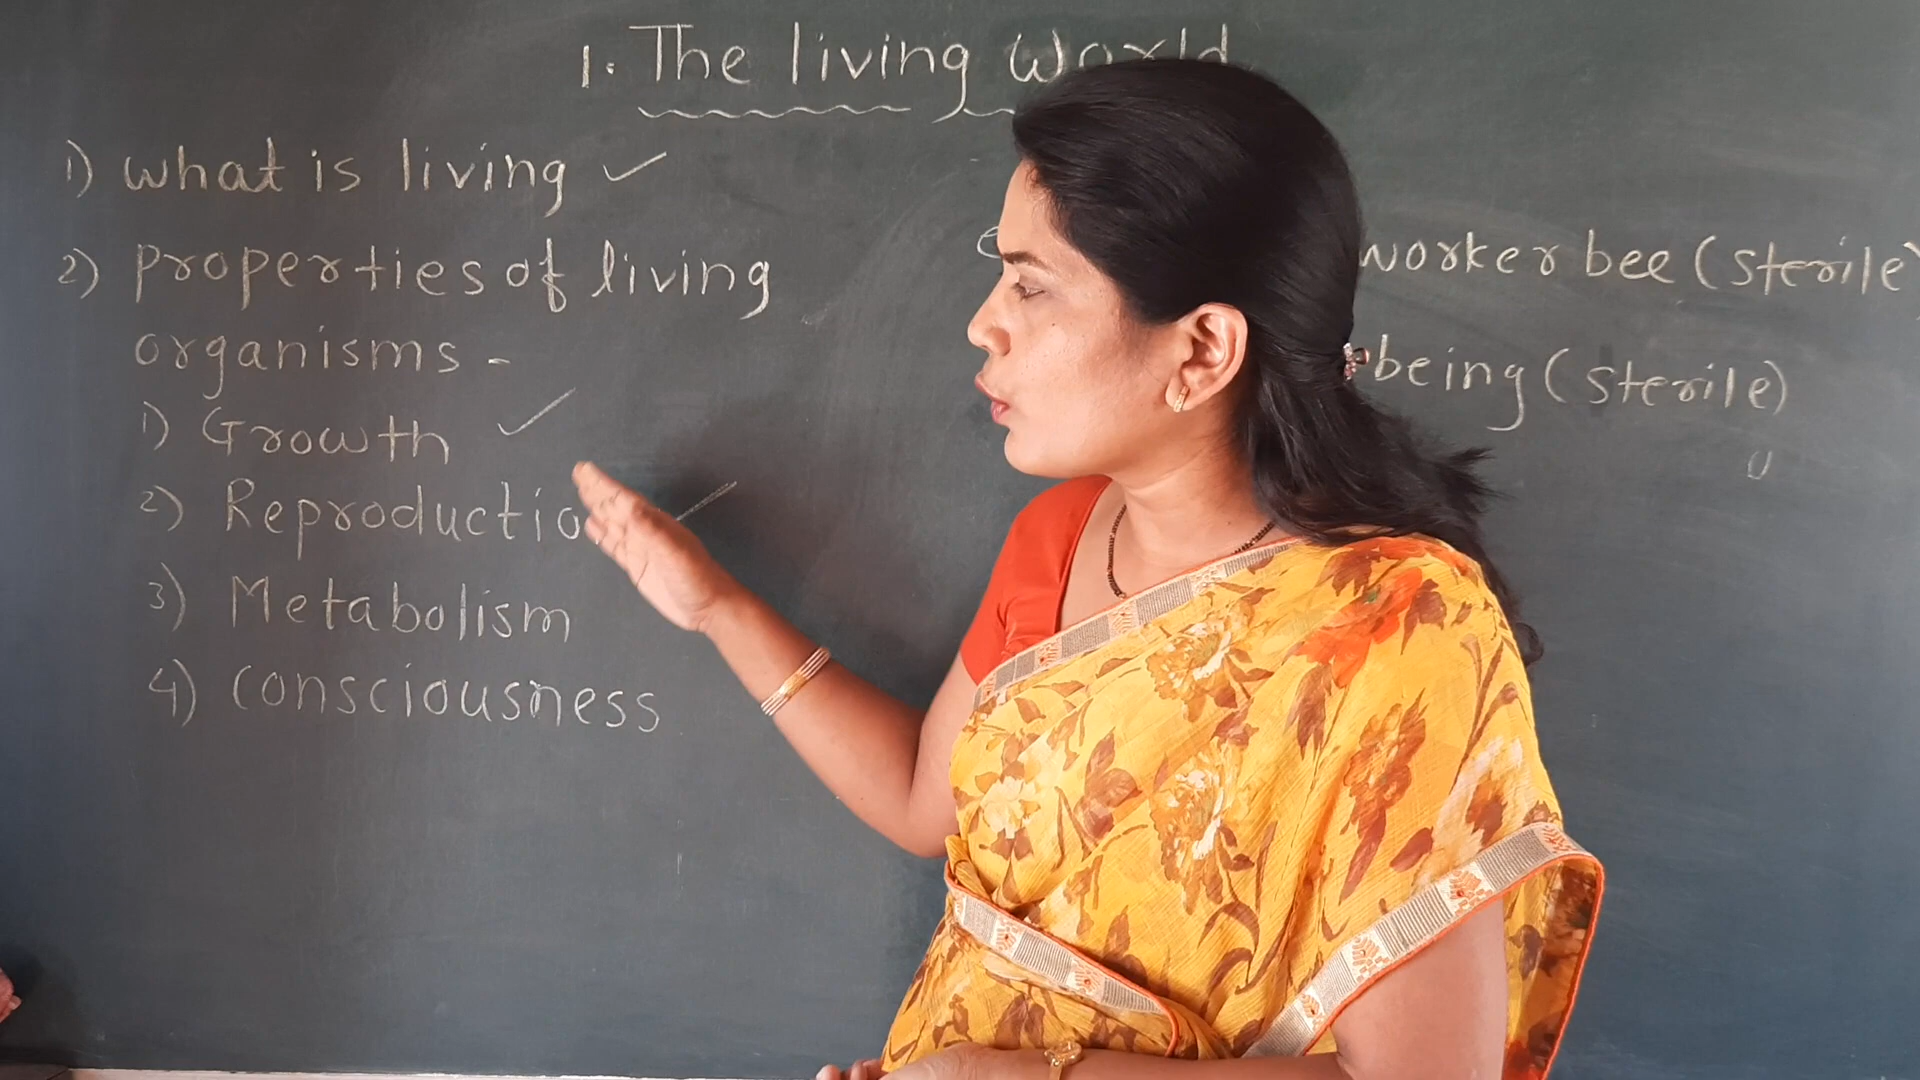 1. The living world
1) what is living ✓
2) properties of living
organisms -
1) Growth ✓
2) Reproductio
3) Metabolism
4) consciousness
worker bee (sterile)
being (sterile)